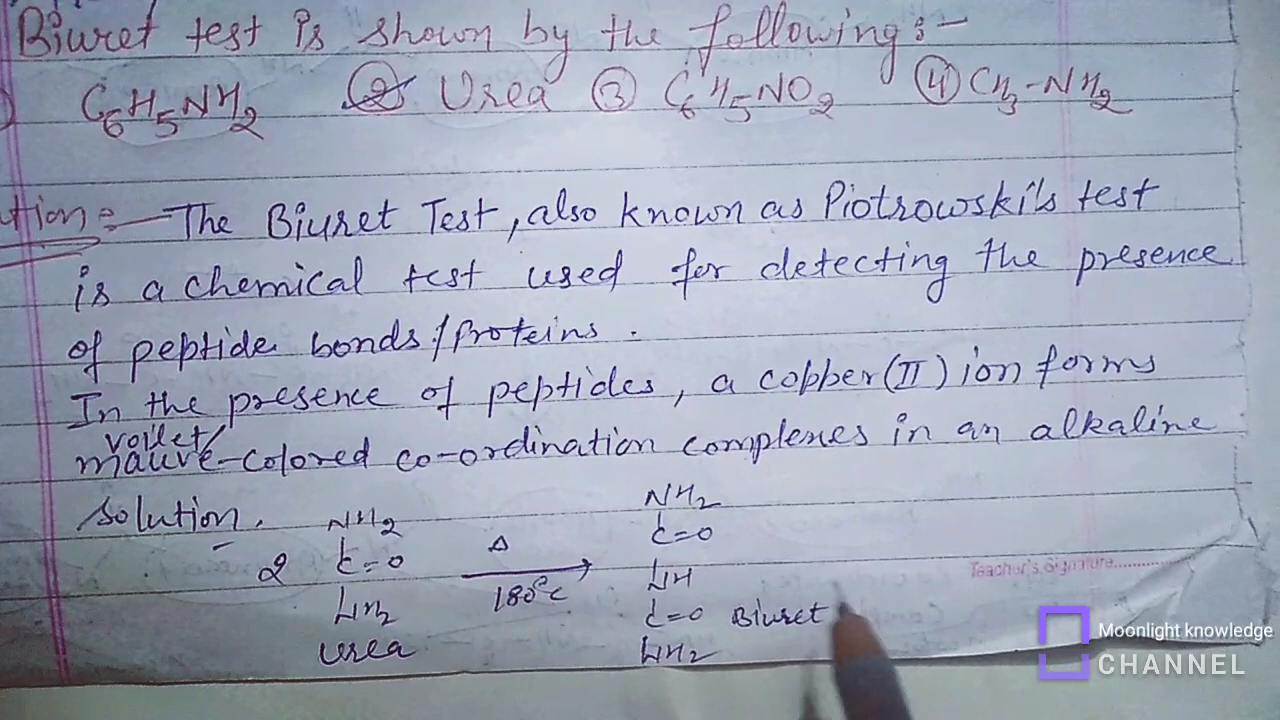 Biuret test is shown by the following:-
C6H5NH2 ② Urea ③ C6H5NO2 ④ CH3-NH2
ution:- The Biuret Test, also known as Piotrowski's test
is a chemical test used for detecting the presence
of peptide bonds/proteins.
In the presence of peptides, a copper(II) ion forms
voilet/
mauve-colored co-ordination complexes in an alkaline
solution.
NH2
2 C=O
NH2
Urea
Δ
180°C
NH2
C=O
NH
C=O Biuret
NH2
Teacher's Signature............
Moonlight knowledge
CHANNEL